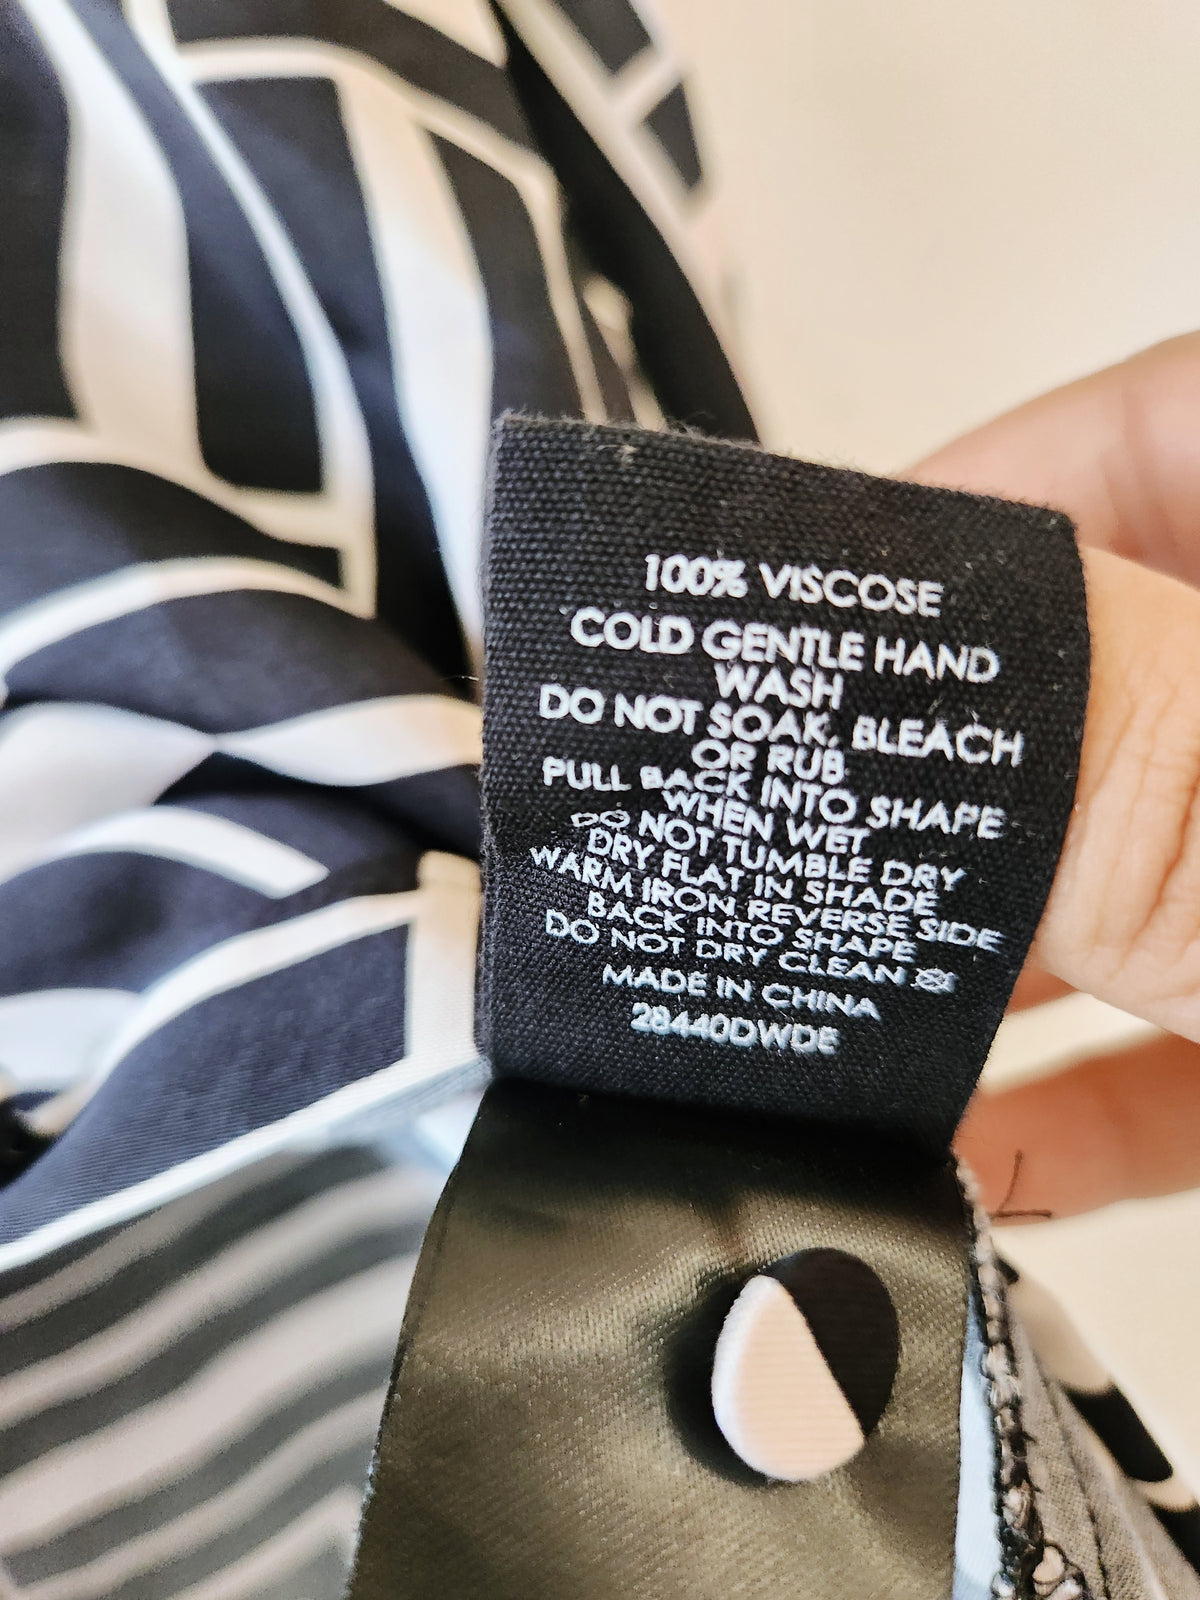 100% VISCOSE
COLD GENTLE HAND
WASH
DO NOT SOAK, BLEACH
OR RUB
PULL BACK INTO SHAPE
WHEN WET
DO NOT TUMBLE DRY
DRY FLAT IN SHADE
WARM IRON REVERSE SIDE
BACK INTO SHAPE
DO NOT DRY CLEAN
MADE IN CHINA
28440DWDE